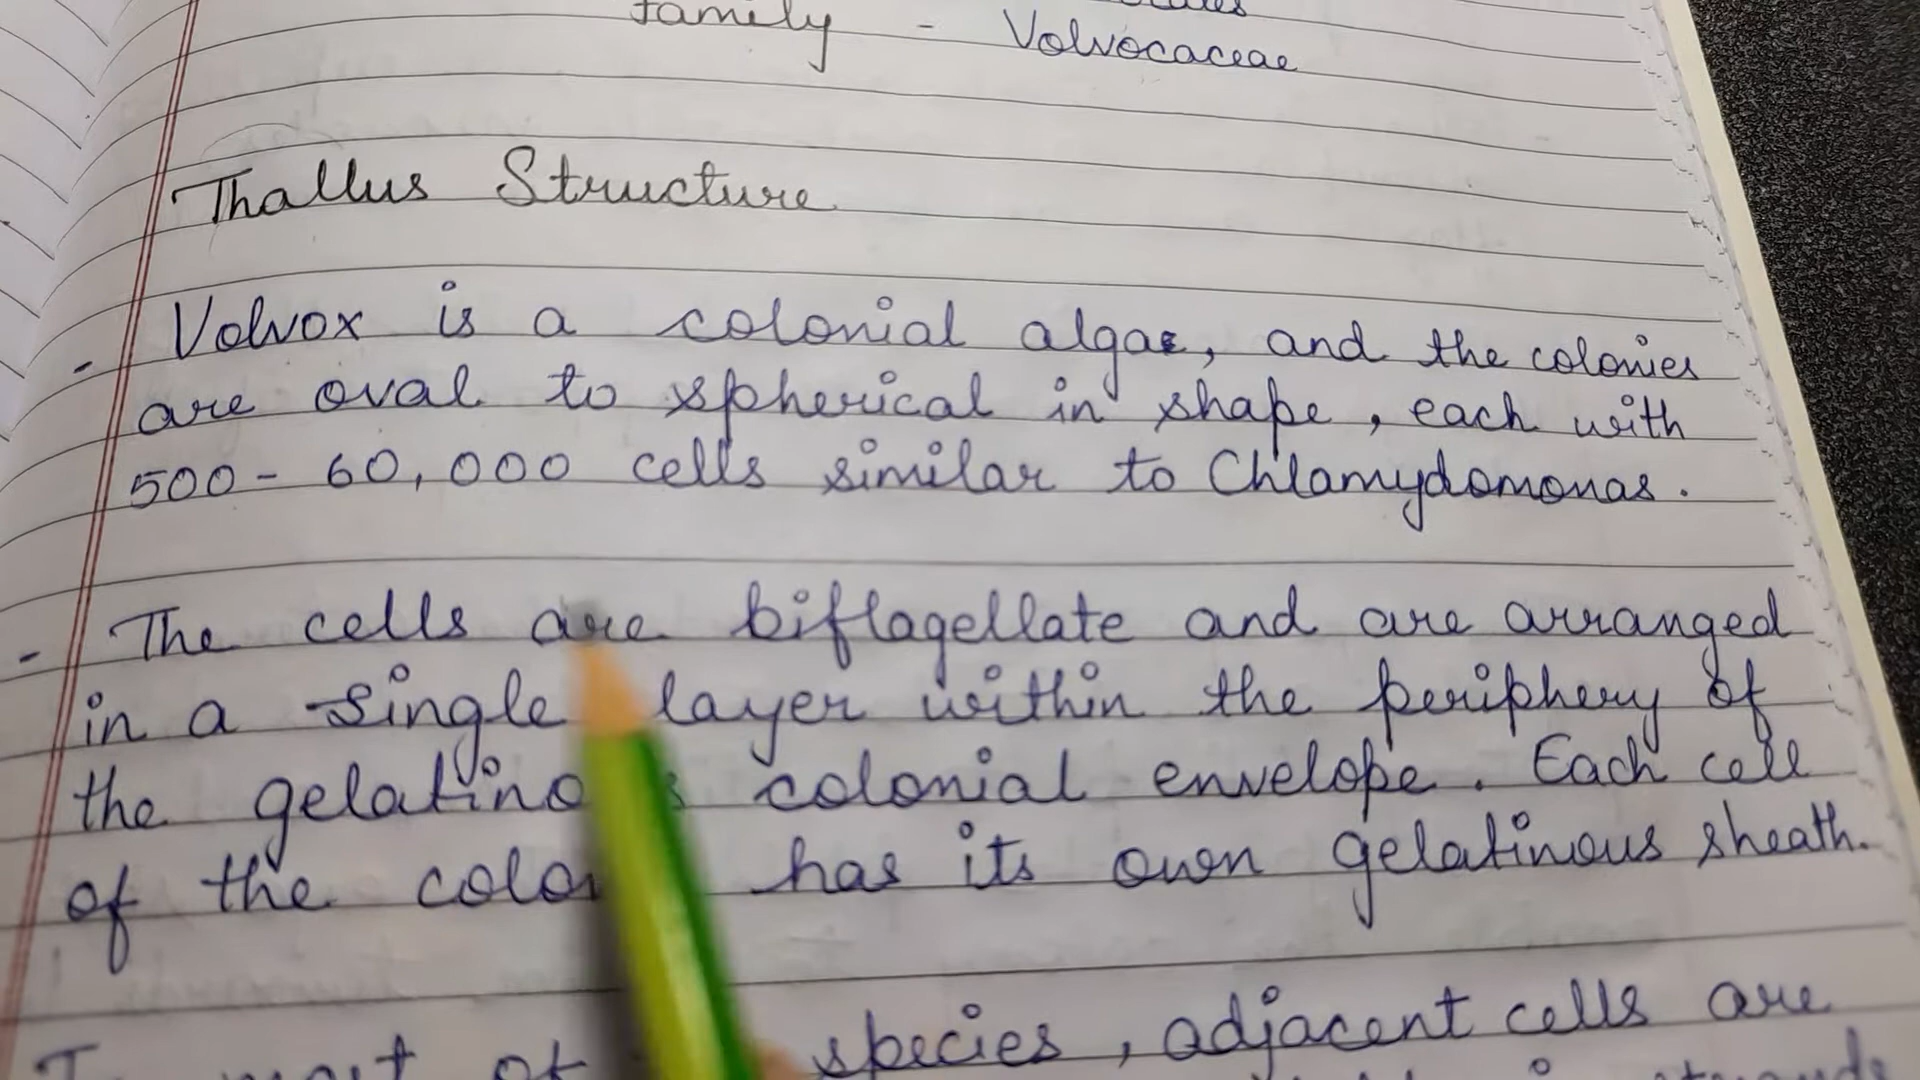 Family - Volvocaceae
Thallus Structure
- Volvox is a colonial algae, and the colonies
are oval to spherical in shape, each with
500 - 60,000 cells similar to Chlamydomonas.
- The cells are biflagellate and are arranged
in a single layer within the periphery of
the colonial envelope. Each cell
of the has its own gelatinous sheath.
most of species, adjacent cells are